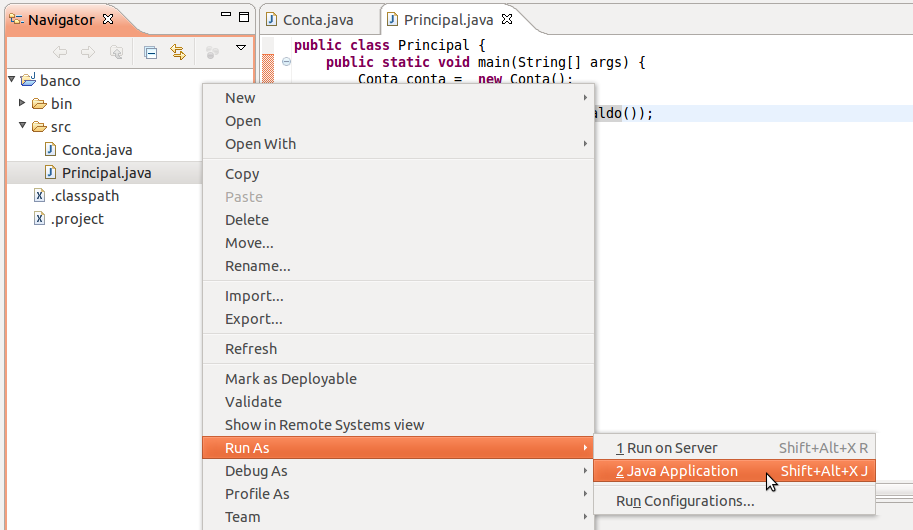 Navigator
Conta.java
Principal.java
public class Principal {
public static void main(String[] args) {
Conta conta = new Conta();
aldo());
banco
bin
src
Conta.java
Principal.java
.classpath
.project
New
Open
Open With
Copy
Paste
Delete
Move...
Rename...
Import...
Export...
Refresh
Mark as Deployable
Validate
Show in Remote Systems view
Run As
Debug As
Profile As
Team
1 Run on Server Shift+Alt+X R
2 Java Application Shift+Alt+X J
Run Configurations...